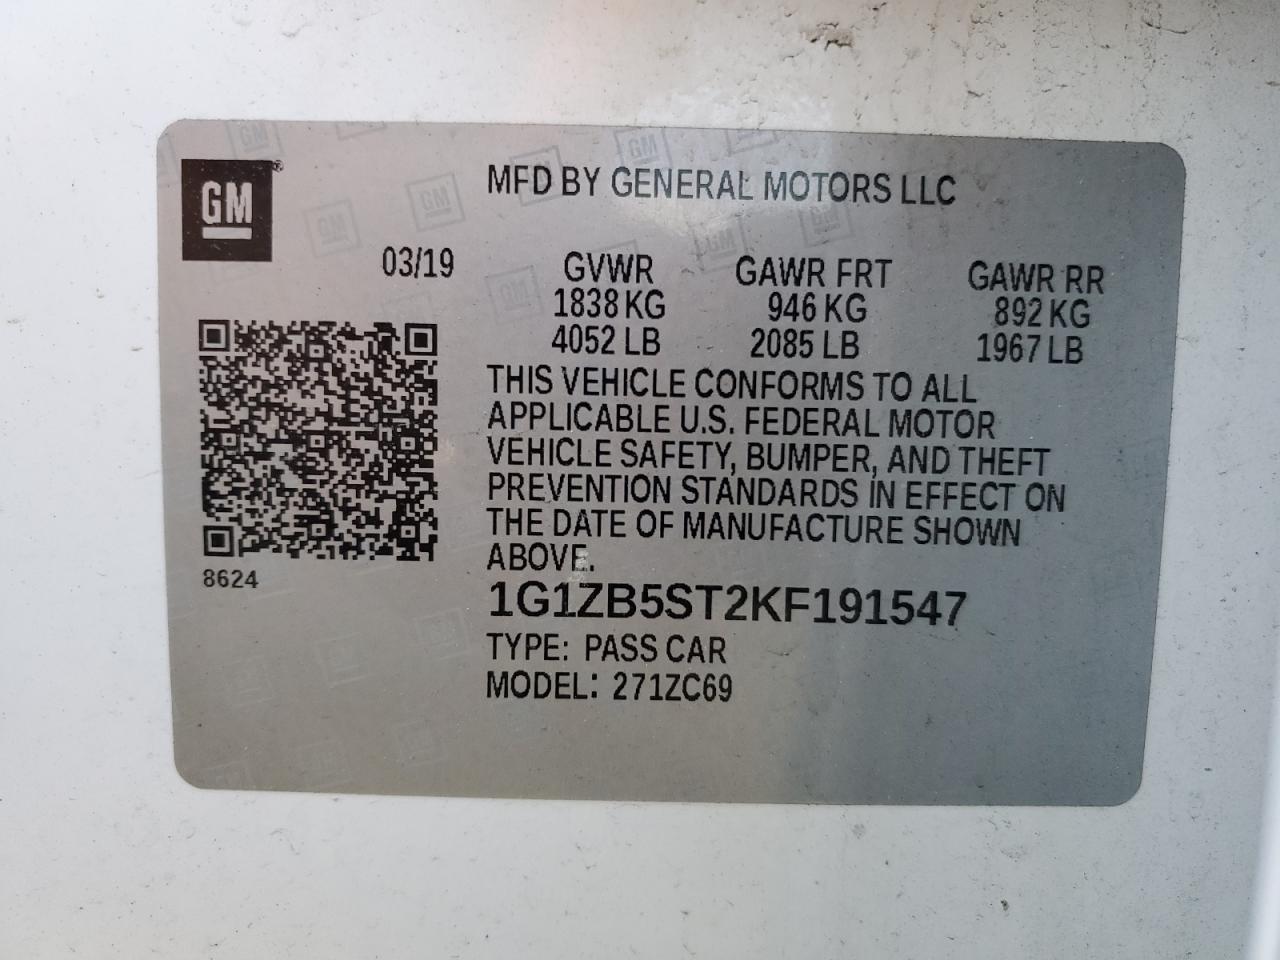 GM
MFD BY GENERAL MOTORS LLC
03/19
GVWR GAWR FRT GAWR RR
1838 KG 946 KG 892 KG
4052 LB 2085 LB 1967 LB
THIS VEHICLE CONFORMS TO ALL
APPLICABLE U.S. FEDERAL MOTOR
VEHICLE SAFETY, BUMPER, AND THEFT
PREVENTION STANDARDS IN EFFECT ON
THE DATE OF MANUFACTURE SHOWN
ABOVE.
8624
1G1ZB5ST2KF191547
TYPE: PASS CAR
MODEL: 271ZC69